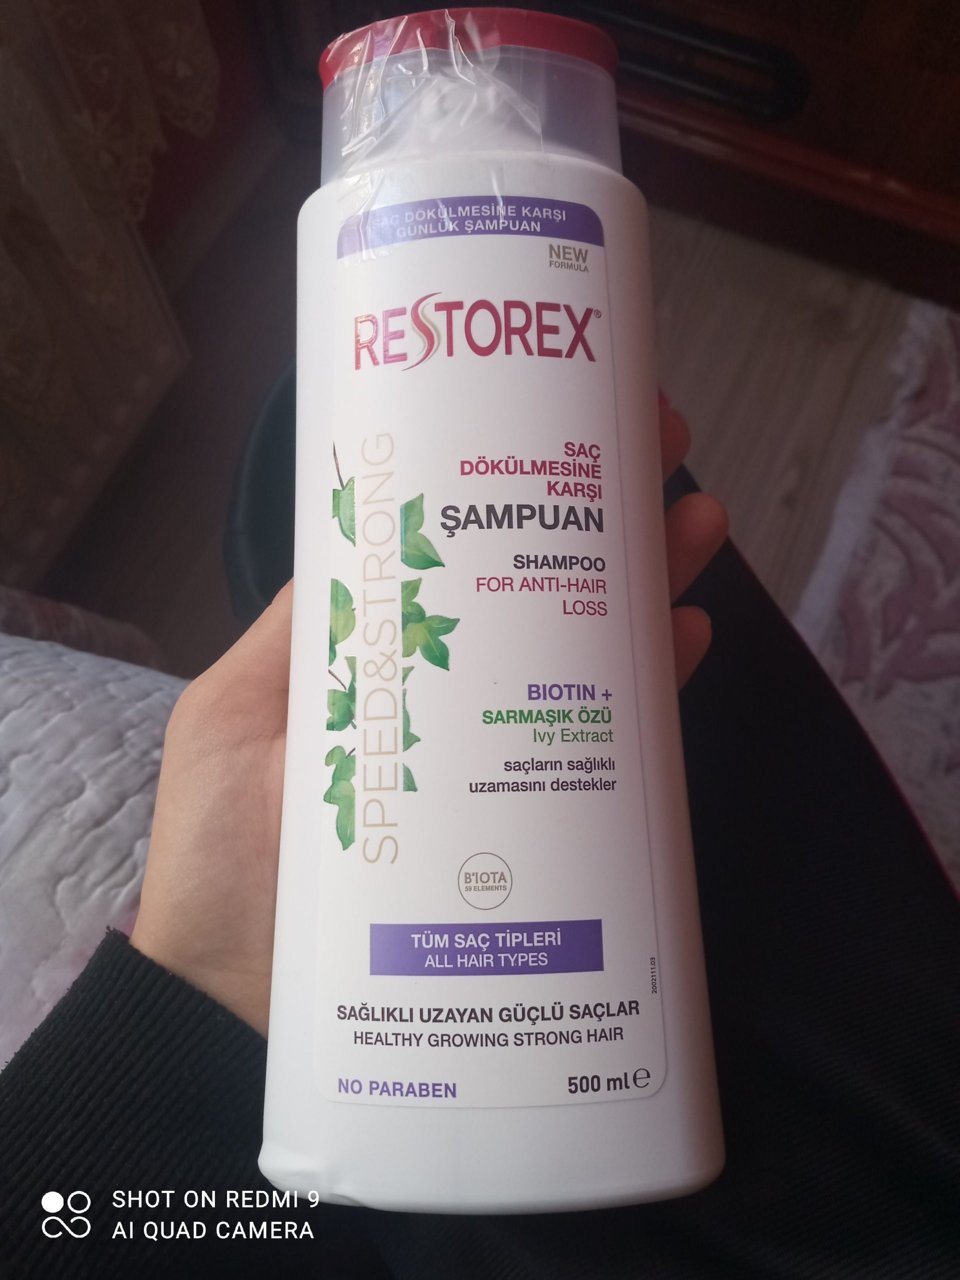 SAÇ DÖKÜLMESİNE KARŞI
GÜNLÜK ŞAMPUAN
NEW
FORMULA
RESTOREX®
SPEED&STRONG
SAÇ
DÖKÜLMESİNE
KARŞI
ŞAMPUAN
SHAMPOO
FOR ANTI-HAIR
LOSS
BIOTIN +
SARMAŞIK ÖZÜ
Ivy Extract
saçların sağlıklı
uzamasını destekler
B'IOTA
59 ELEMENTS
TÜM SAÇ TİPLERİ
ALL HAIR TYPES
2002111.03
SAĞLIKLI UZAYAN GÜÇLÜ SAÇLAR
HEALTHY GROWING STRONG HAIR
NO PARABEN
500 ml ℮
SHOT ON REDMI 9
AI QUAD CAMERA